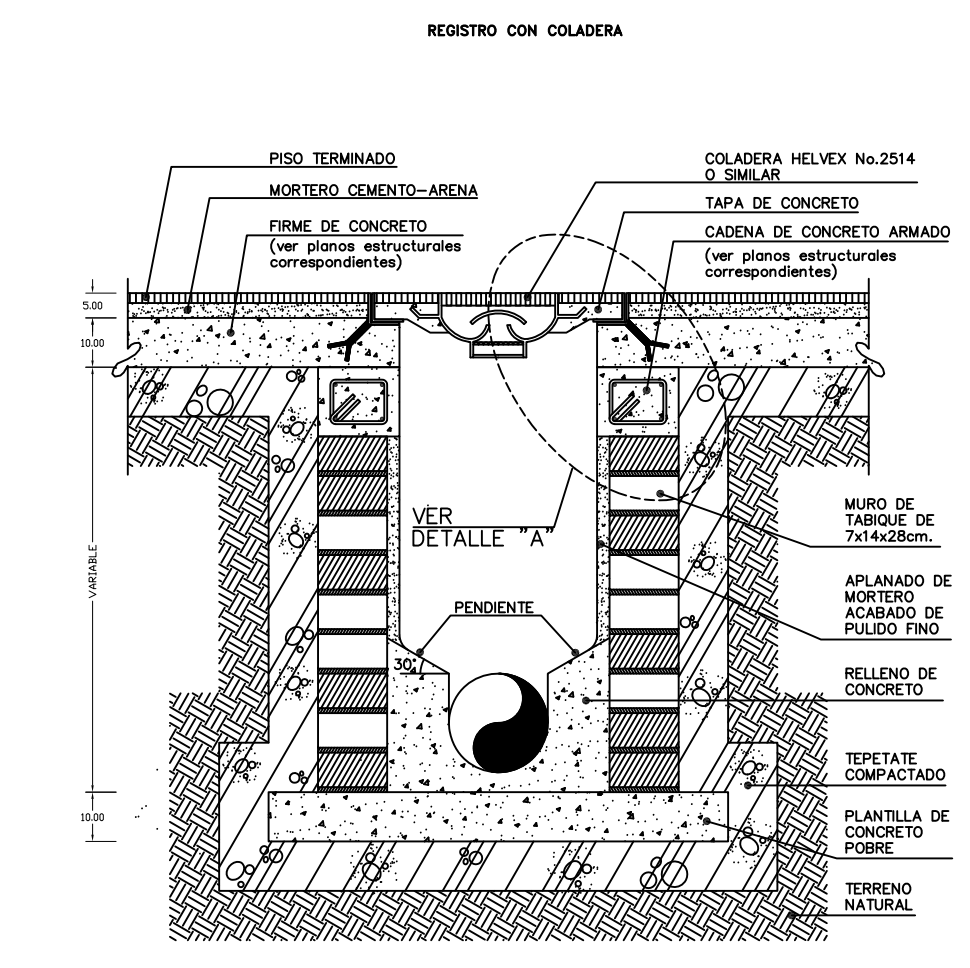 REGISTRO CON COLADERA
PISO TERMINADO
MORTERO CEMENTO-ARENA
FIRME DE CONCRETO
(ver planos estructurales
correspondientes)
COLADERA HELVEX No.2514
O SIMILAR
TAPA DE CONCRETO
CADENA DE CONCRETO ARMADO
(ver planos estructurales
correspondientes)
5.00
10.00
VARIABLE
10.00
VER
DETALLE "A"
PENDIENTE
30°
MURO DE
TABIQUE DE
7x14x28cm.
APLANADO DE
MORTERO
ACABADO DE
PULIDO FINO
RELLENO DE
CONCRETO
TEPETATE
COMPACTADO
PLANTILLA DE
CONCRETO
POBRE
TERRENO
NATURAL